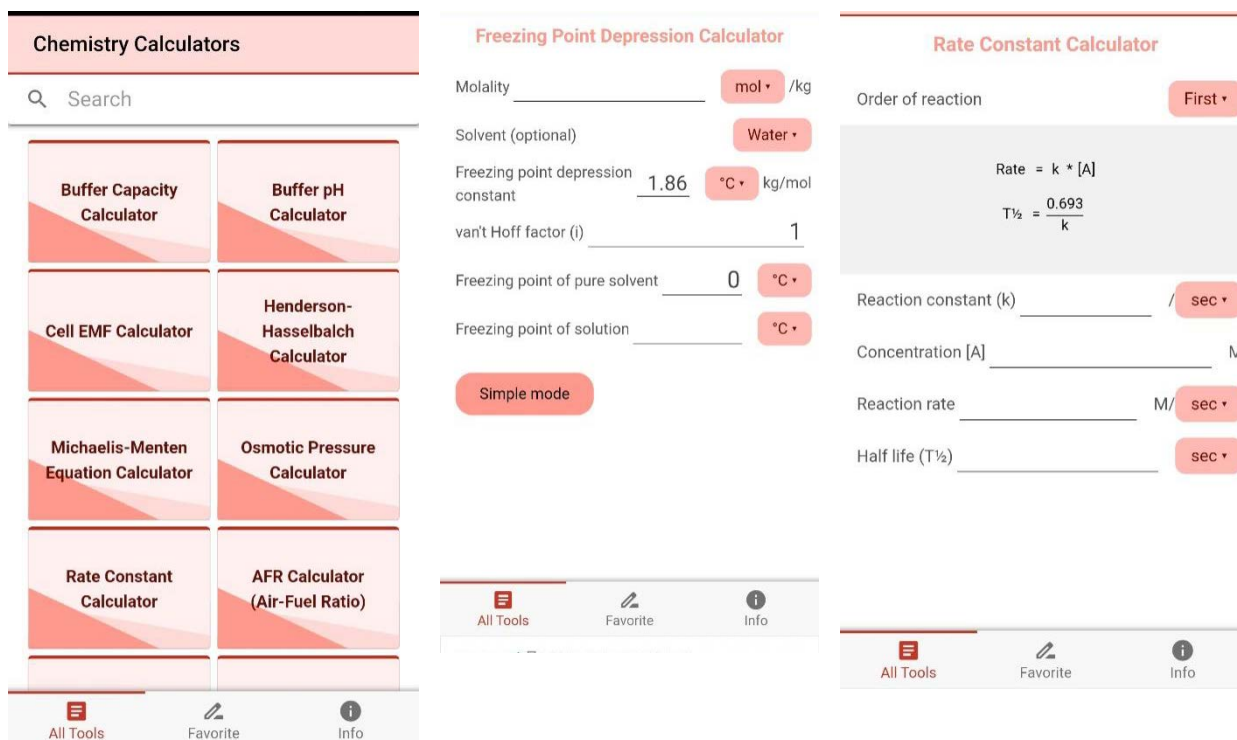 Chemistry Calculators
Search
Buffer Capacity
Calculator
Buffer pH
Calculator
Cell EMF Calculator
Henderson-
Hasselbalch
Calculator
Michaelis-Menten
Equation Calculator
Osmotic Pressure
Calculator
Rate Constant
Calculator
AFR Calculator
(Air-Fuel Ratio)
All Tools
Favorite
Info
Freezing Point Depression Calculator
Molality mol /kg
Solvent (optional) Water
Freezing point depression
constant 1.86 °C kg/mol
van't Hoff factor (i) 1
Freezing point of pure solvent 0 °C
Freezing point of solution °C
Simple mode
All Tools
Favorite
Info
Rate Constant Calculator
Order of reaction First
Rate = k * [A]
T½ = 0.693
k
Reaction constant (k) / sec
Concentration [A]
Reaction rate M/ sec
Half life (T½) sec
All Tools
Favorite
Info